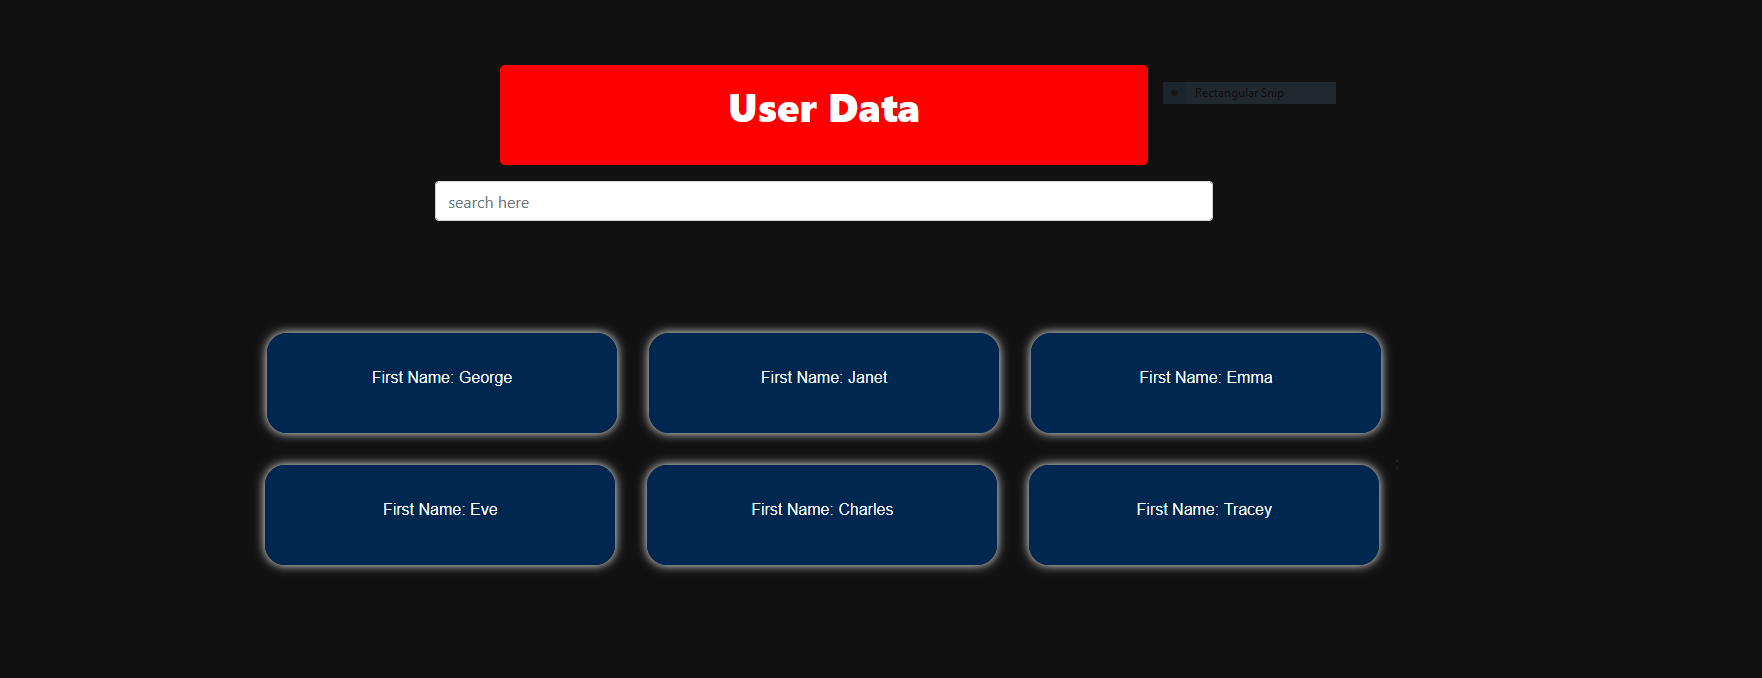 User Data
Rectangular Snip
search here
First Name: George
First Name: Janet
First Name: Emma
First Name: Eve
First Name: Charles
First Name: Tracey